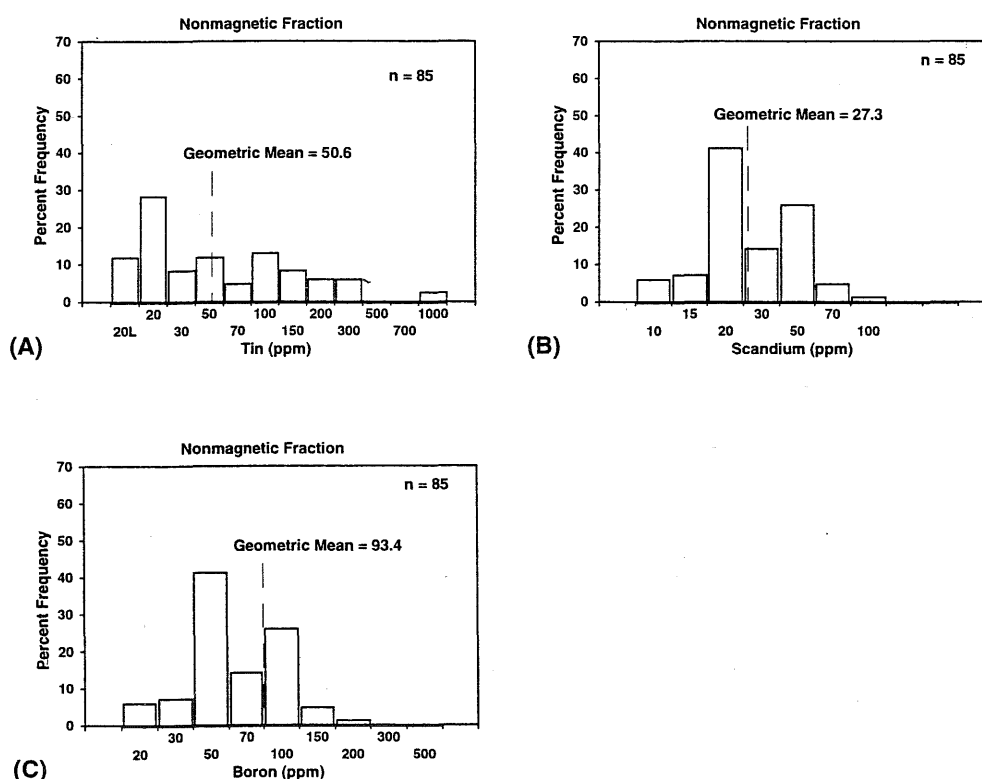 Nonmagnetic Fraction
70
60
50
40
30
20
10
0
Percent Frequency
n = 85
Geometric Mean = 50.6
20 50 100 200 500 1000
20L 30 70 150 300 700
Tin (ppm)
(A)
Nonmagnetic Fraction
70
60
50
40
30
20
10
0
Percent Frequency
n = 85
Geometric Mean = 27.3
15 30 70
10 20 50 100
Scandium (ppm)
(B)
Nonmagnetic Fraction
70
60
50
40
30
20
10
0
Percent Frequency
n = 85
Geometric Mean = 93.4
30 70 150 300
20 50 100 200 500
Boron (ppm)
(C)